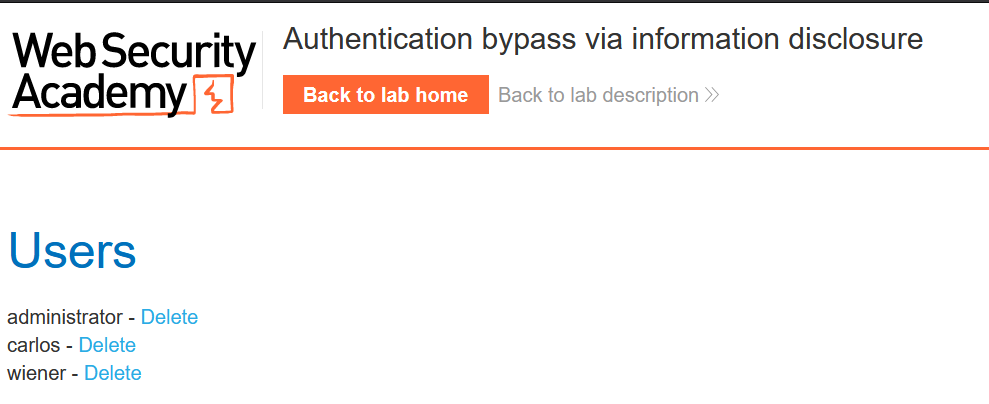 Web Security
Academy
Authentication bypass via information disclosure
Back to lab home
Back to lab description
Users
administrator - Delete
carlos - Delete
wiener - Delete